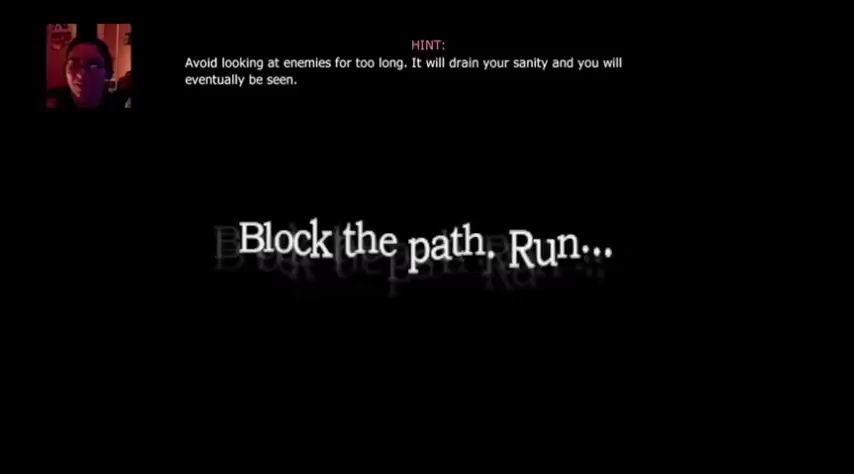 HINT:
Avoid looking at enemies for too long. It will drain your sanity and you will
eventually be seen.
Block the path. Run...